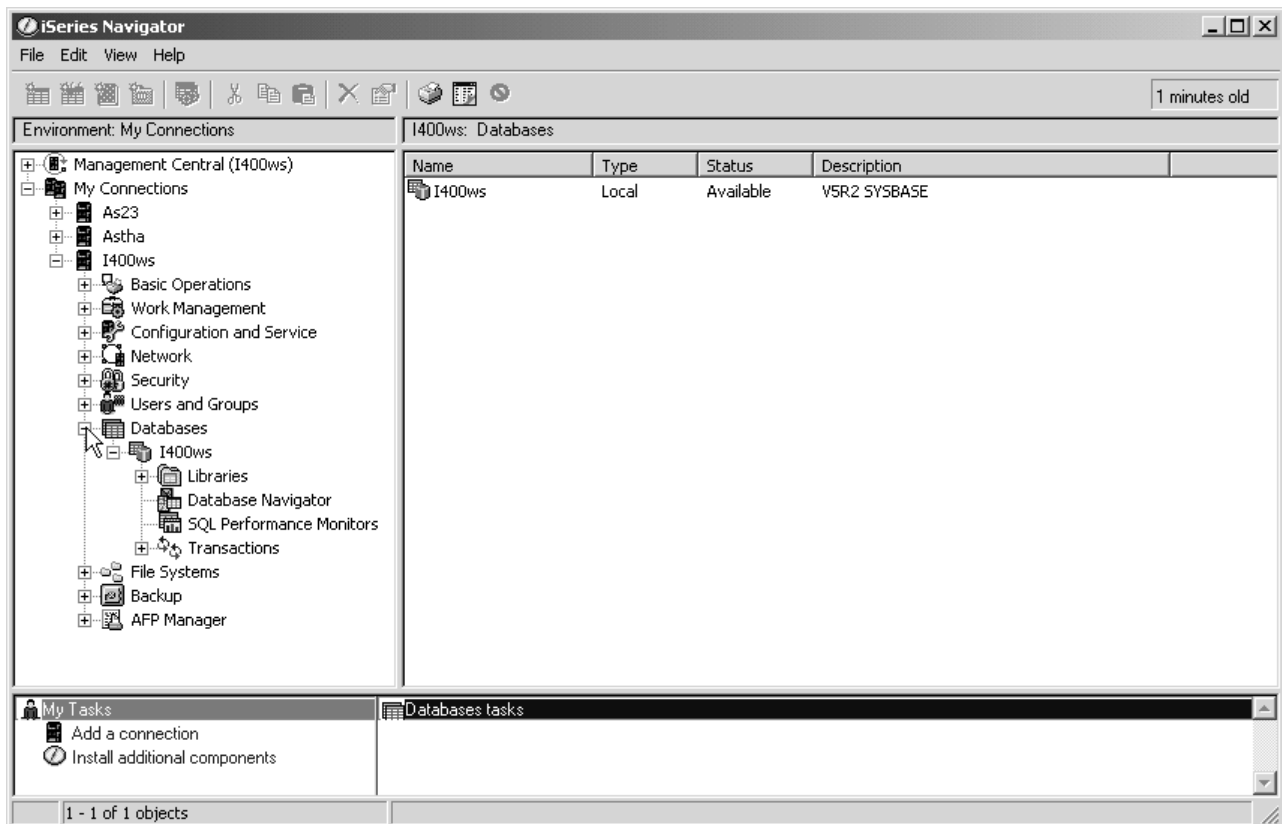 iSeries Navigator
File Edit View Help
1 minutes old
Environment: My Connections
I400ws: Databases
Management Central (I400ws)
My Connections
As23
Astha
I400ws
Basic Operations
Work Management
Configuration and Service
Network
Security
Users and Groups
Databases
I400ws
Libraries
Database Navigator
SQL Performance Monitors
Transactions
File Systems
Backup
AFP Manager
Name Type Status Description
I400ws Local Available V5R2 SYSBASE
My Tasks
Add a connection
Install additional components
Databases tasks
1 - 1 of 1 objects